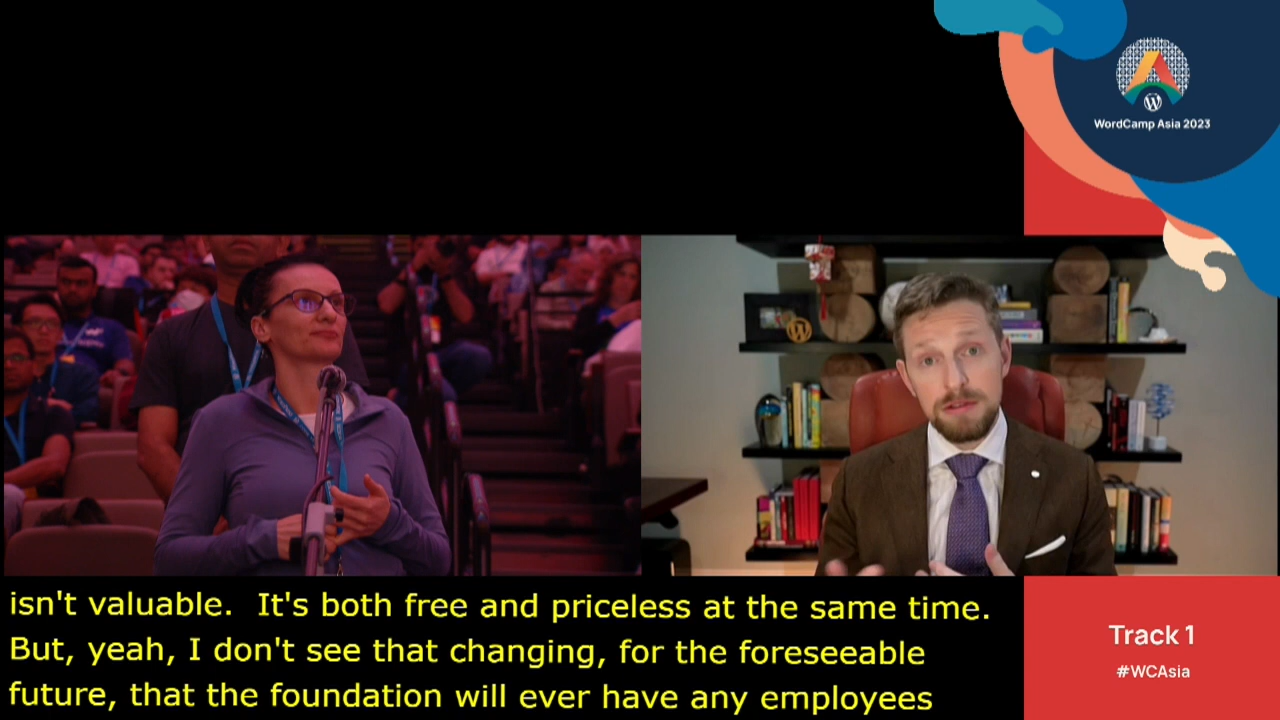 WordCamp Asia 2023
isn't valuable.  It's both free and priceless at the same time.
But, yeah, I don't see that changing, for the foreseeable
future, that the foundation will ever have any employees
Track 1
#WCAsia